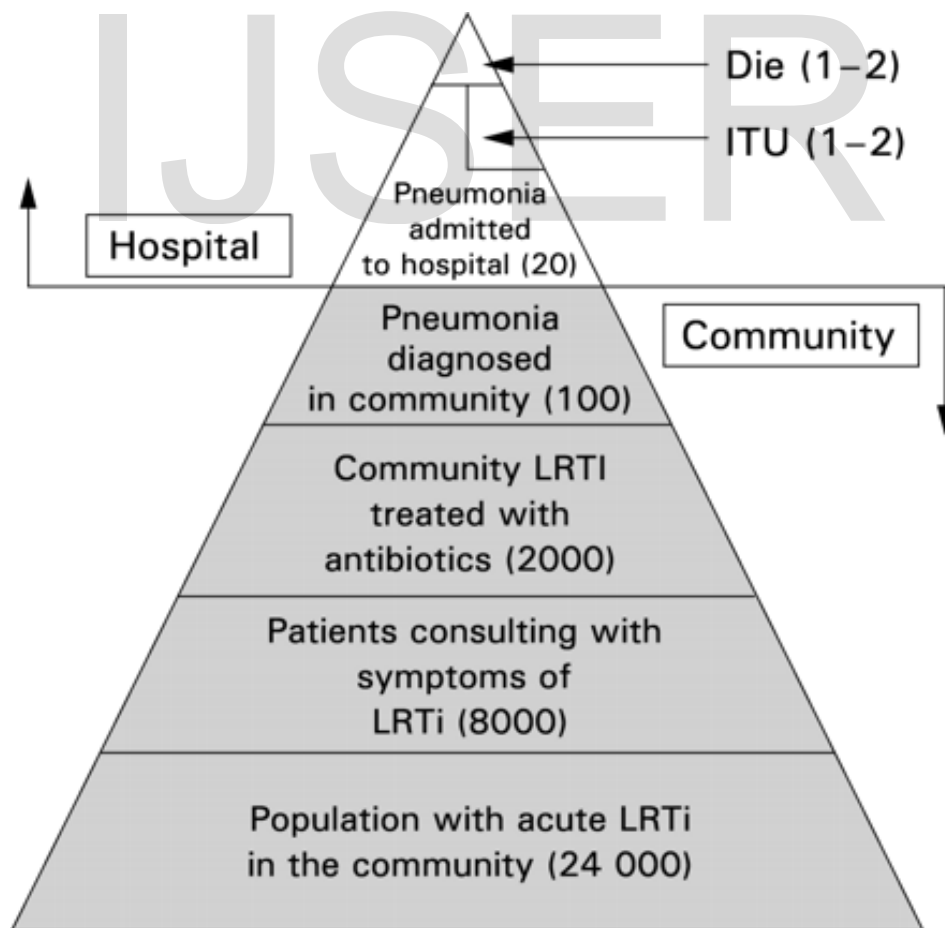 IJSER
Die (1–2)
ITU (1–2)
Pneumonia
admitted
to hospital (20)
Hospital
Community
Pneumonia
diagnosed
in community (100)
Community LRTI
treated with
antibiotics (2000)
Patients consulting with
symptoms of
LRTi (8000)
Population with acute LRTi
in the community (24 000)